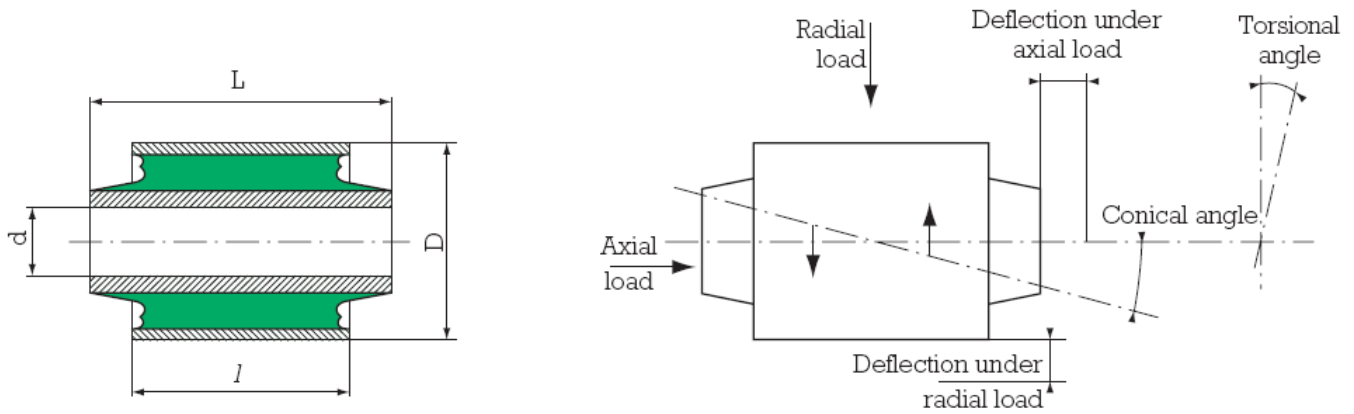 L
d
D
l
Radial
load
Deflection under
axial load
Torsional
angle
Axial
load
Conical angle
Deflection under
radial load